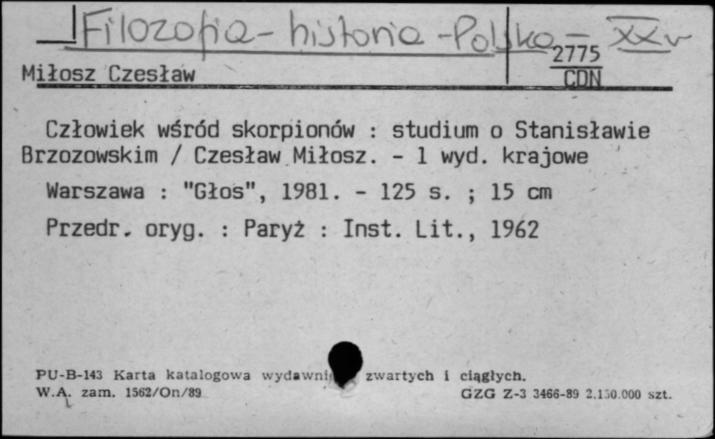 Filozofia - historia - Polska - XXw
2775
CDN
Miłosz Czesław
Człowiek wśród skorpionów : studium o Stanisławie
Brzozowskim / Czesław Miłosz. - 1 wyd. krajowe
Warszawa : "Głos", 1981. - 125 s. ; 15 cm
Przedr. oryg. : Paryż : Inst. Lit., 1962
PU-B-143 Karta katalogowa zwartych i ciągłych.
W.A. zam. 1562/On/89 GZG Z-3 3466-89 2.150.000 szt.